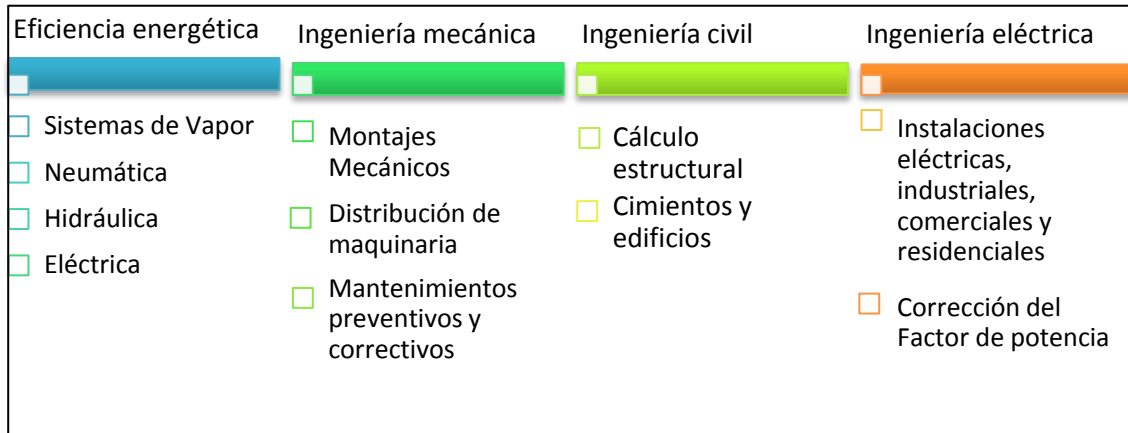 Eficiencia energética
Sistemas de Vapor
Neumática
Hidráulica
Eléctrica
Ingeniería mecánica
Montajes
Mecánicos
Distribución de
maquinaria
Mantenimientos
preventivos y
correctivos
Ingeniería civil
Cálculo
estructural
Cimientos y
edificios
Ingeniería eléctrica
Instalaciones
eléctricas,
industriales,
comerciales y
residenciales
Corrección del
Factor de potencia